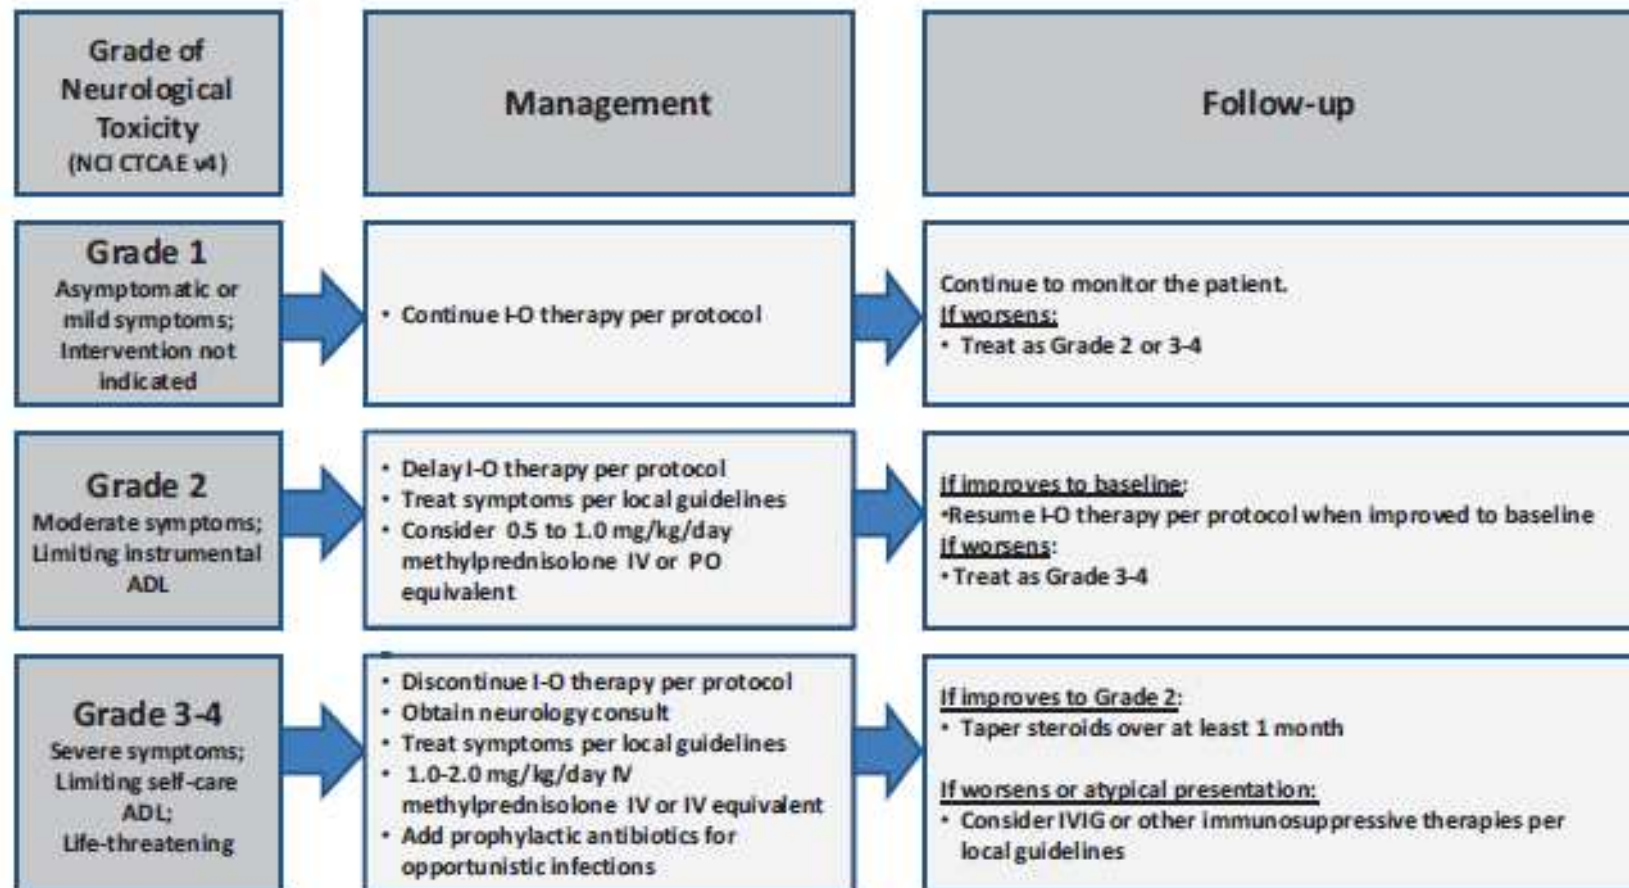 Grade of
Neurological
Toxicity
(NCI CTCAE v4)
Management
Follow-up
Grade 1
Asymptomatic or
mild symptoms;
Intervention not
indicated
• Continue I-O therapy per protocol
Continue to monitor the patient.
If worsens:
• Treat as Grade 2 or 3-4
Grade 2
Moderate symptoms;
Limiting instrumental
ADL
• Delay I-O therapy per protocol
• Treat symptoms per local guidelines
• Consider 0.5 to 1.0 mg/kg/day
methylprednisolone IV or PO
equivalent
If improves to baseline:
•Resume I-O therapy per protocol when improved to baseline
If worsens:
• Treat as Grade 3-4
Grade 3-4
Severe symptoms;
Limiting self-care
ADL;
Life-threatening
• Discontinue I-O therapy per protocol
• Obtain neurology consult
• Treat symptoms per local guidelines
• 1.0-2.0 mg/kg/day IV
methylprednisolone IV or IV equivalent
• Add prophylactic antibiotics for
opportunistic infections
If improves to Grade 2:
• Taper steroids over at least 1 month
If worsens or atypical presentation:
• Consider IVIG or other immunosuppressive therapies per
local guidelines